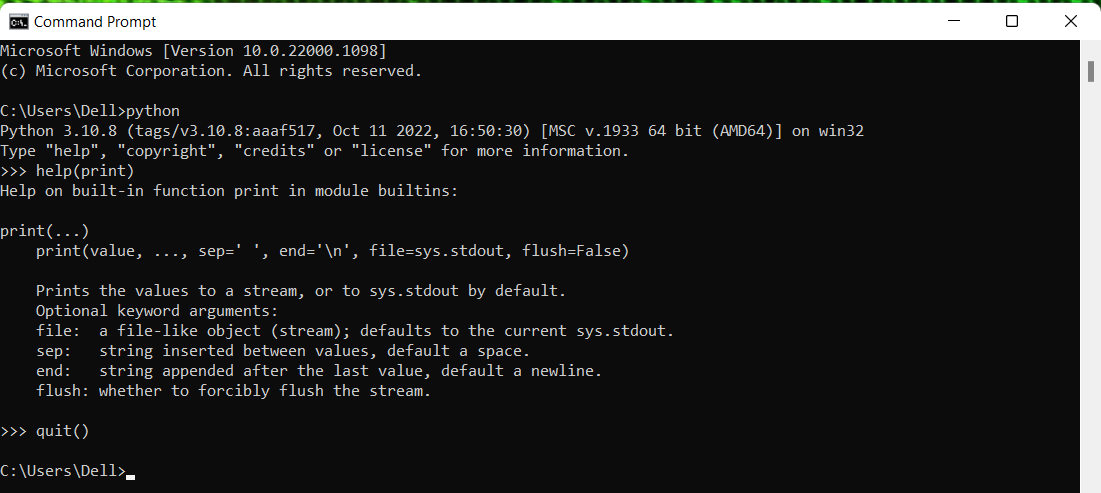 Command Prompt
Microsoft Windows [Version 10.0.22000.1098]
(c) Microsoft Corporation. All rights reserved.
C:\Users\Dell>python
Python 3.10.8 (tags/v3.10.8:aaaf517, Oct 11 2022, 16:50:30) [MSC v.1933 64 bit (AMD64)] on win32
Type "help", "copyright", "credits" or "license" for more information.
>>> help(print)
Help on built-in function print in module builtins:
print(...)
    print(value, ..., sep=' ', end='\n', file=sys.stdout, flush=False)
    Prints the values to a stream, or to sys.stdout by default.
    Optional keyword arguments:
    file:  a file-like object (stream); defaults to the current sys.stdout.
    sep:   string inserted between values, default a space.
    end:   string appended after the last value, default a newline.
    flush: whether to forcibly flush the stream.
>>> quit()
C:\Users\Dell>